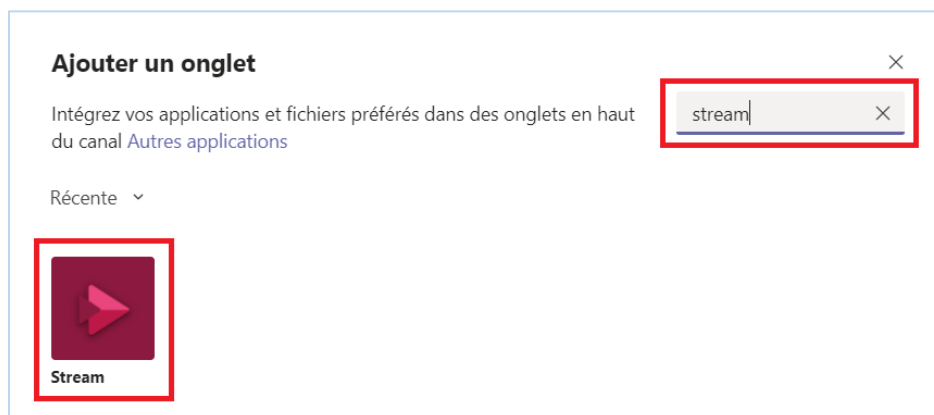 Ajouter un onglet
Intégrez vos applications et fichiers préférés dans des onglets en haut
du canal Autres applications
stream
Récente
Stream